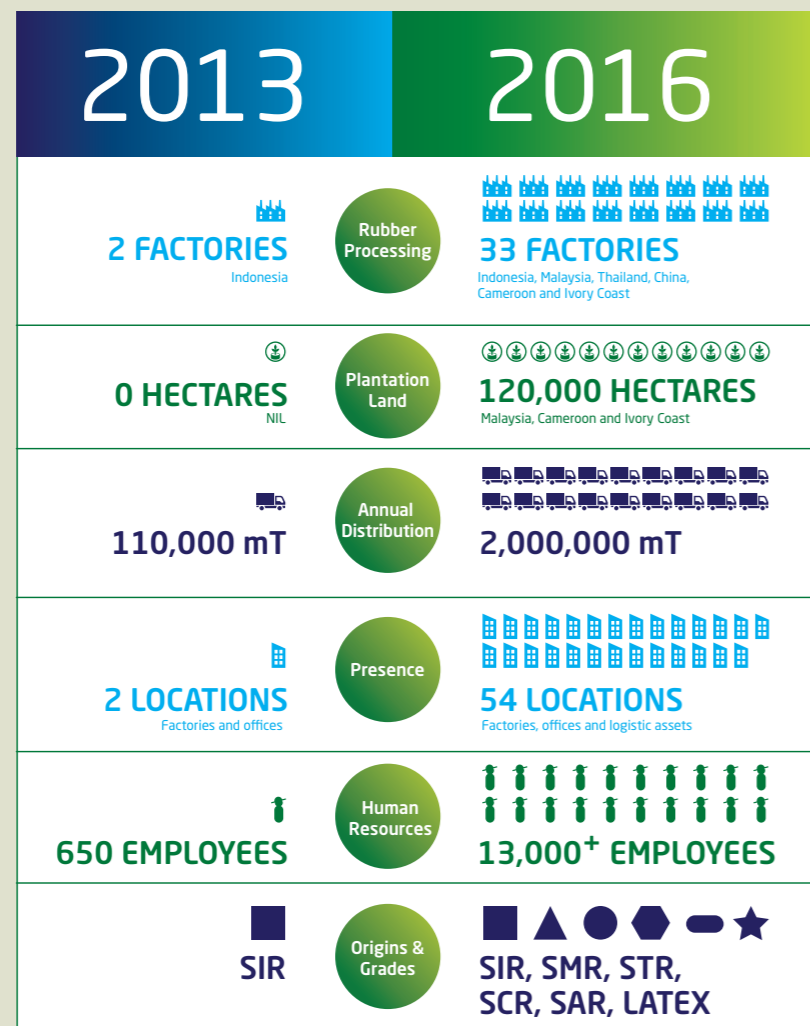 2013
2016
2 FACTORIES
Indonesia
Rubber
Processing
33 FACTORIES
Indonesia, Malaysia, Thailand, China,
Cameroon and Ivory Coast
0 HECTARES
NIL
Plantation
Land
120,000 HECTARES
Malaysia, Cameroon and Ivory Coast
110,000 mT
Annual
Distribution
2,000,000 mT
2 LOCATIONS
Factories and offices
Presence
54 LOCATIONS
Factories, offices and logistic assets
650 EMPLOYEES
Human
Resources
13,000+ EMPLOYEES
SIR
Origins &
Grades
SIR, SMR, STR,
SCR, SAR, LATEX